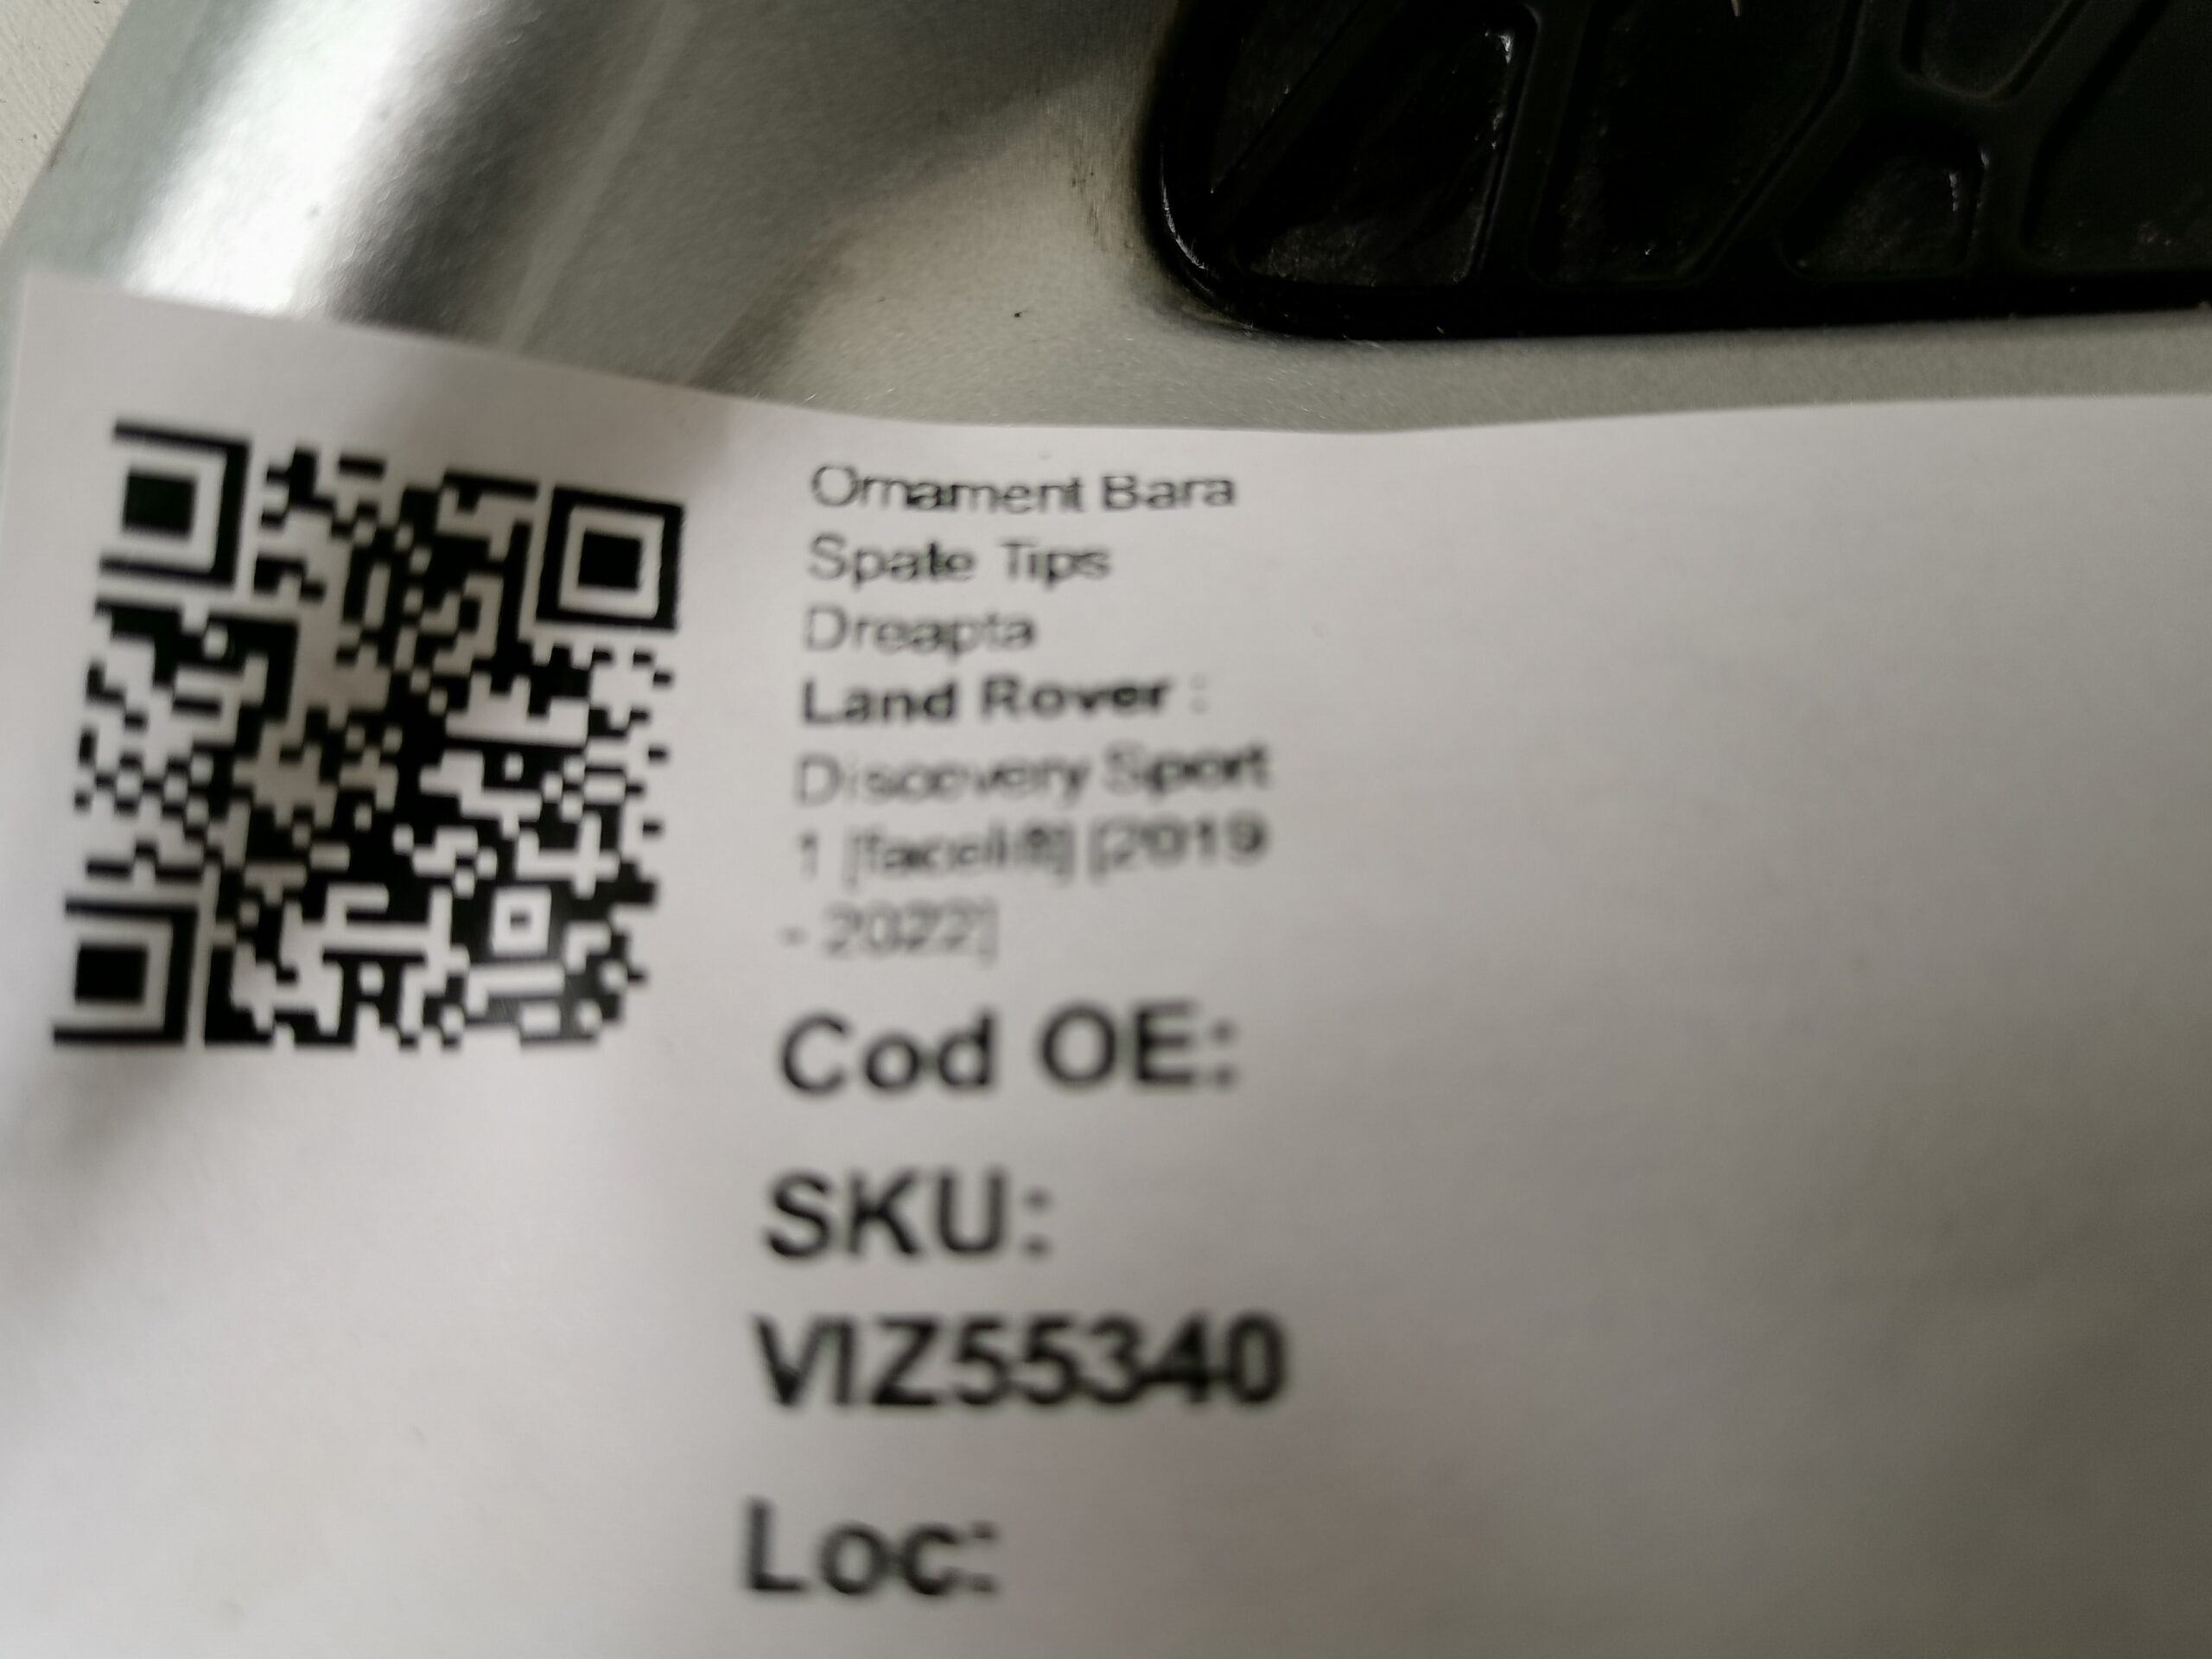 Ornament Bara
Spate Tips
Dreapta
Land Rover :
Discovery Sport
1 [facelift] [2019
- 2022]
Cod OE:
SKU:
VIZ55340
Loc: